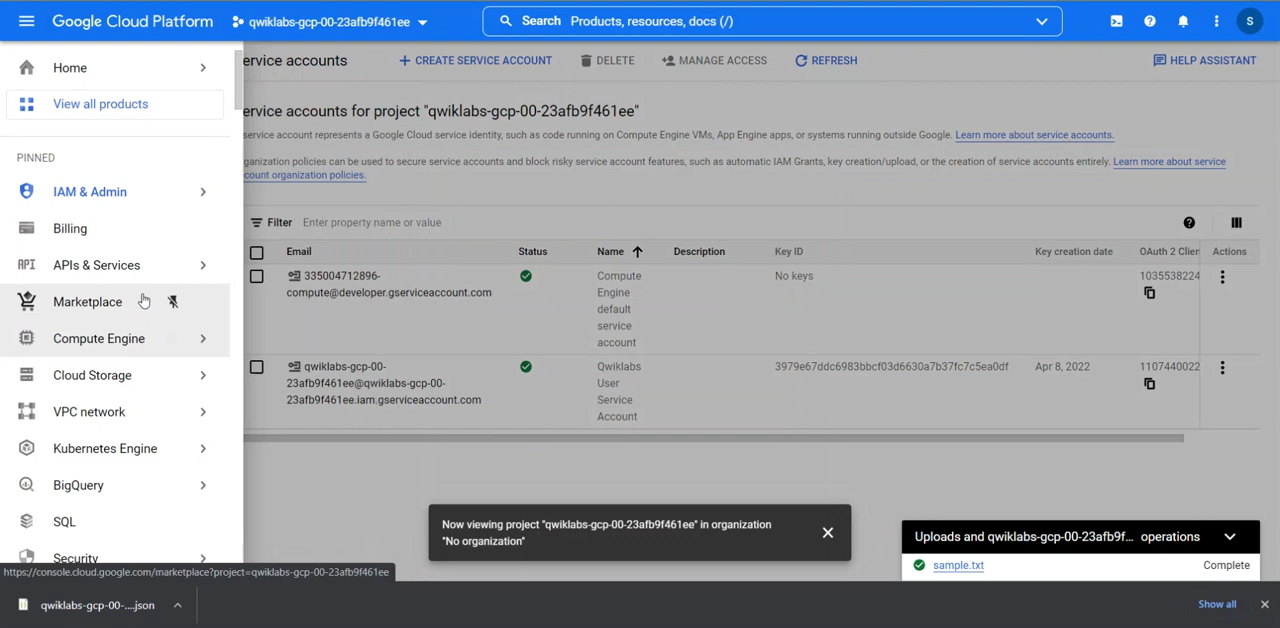 Google Cloud Platform
qwiklabs-gcp-00-23afb9f461ee
Search Products, resources, docs (/)
S
Home
View all products
PINNED
IAM & Admin
Billing
API
APIs & Services
Marketplace
Compute Engine
Cloud Storage
VPC network
Kubernetes Engine
BigQuery
SQL
Security
ervice accounts
CREATE SERVICE ACCOUNT
DELETE
MANAGE ACCESS
REFRESH
HELP ASSISTANT
ervice accounts for project "qwiklabs-gcp-00-23afb9f461ee"
service account represents a Google Cloud service identity, such as code running on Compute Engine VMs, App Engine apps, or systems running outside Google. Learn more about service accounts.
ganization policies can be used to secure service accounts and block risky service account features, such as automatic IAM Grants, key creation/upload, or the creation of service accounts entirely. Learn more about service
count organization policies.
Filter Enter property name or value
Email Status Name Description Key ID Key creation date OAuth 2 Clien Actions
335004712896-
compute@developer.gserviceaccount.com
Compute
Engine
default
service
account
No keys
1035538224
qwiklabs-gcp-00-
23afb9f461ee@qwiklabs-gcp-00-
23afb9f461ee.iam.gserviceaccount.com
Qwiklabs
User
Service
Account
3979e67ddc6983bbcf03d6630a7b37fc7c5ea0df
Apr 8, 2022
1107440022
Now viewing project "qwiklabs-gcp-00-23afb9f461ee" in organization
"No organization"
Uploads and qwiklabs-gcp-00-23afb9f... operations
sample.txt Complete
https://console.cloud.google.com/marketplace?project=qwiklabs-gcp-00-23afb9f461ee
qwiklabs-gcp-00-....json
Show all